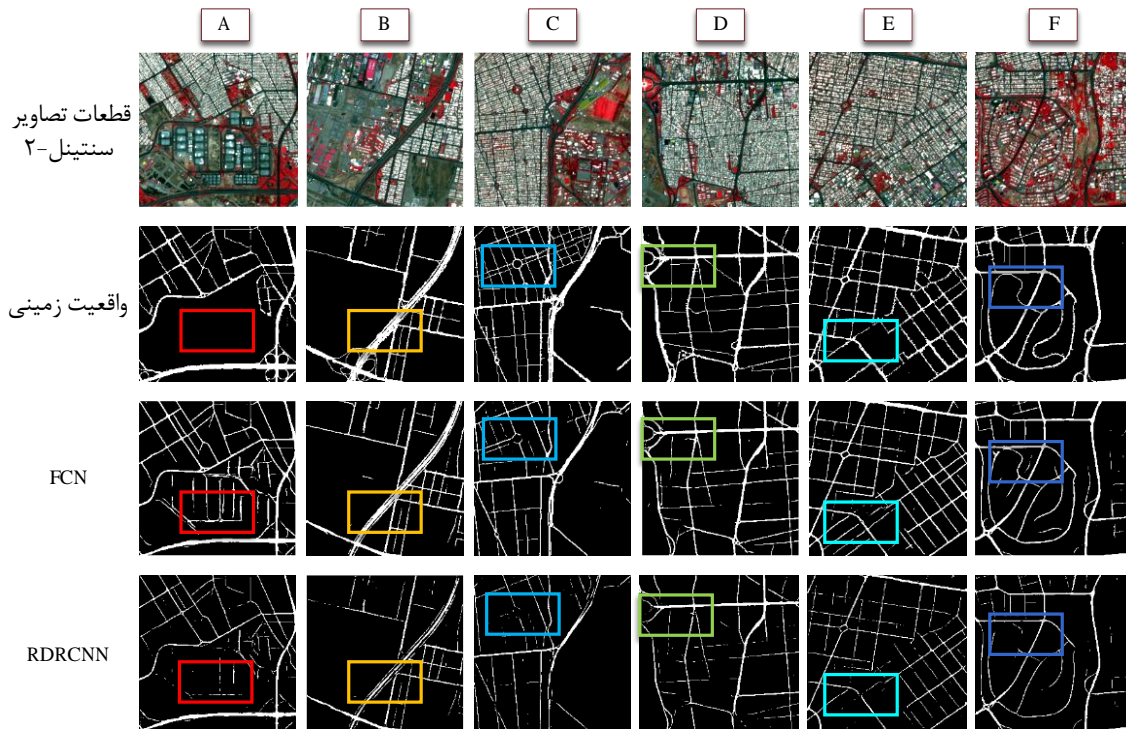 A
B
C
D
E
F
قطعات تصاویر
سنتینل-۲
واقعیت زمینی
FCN
RDRCNN